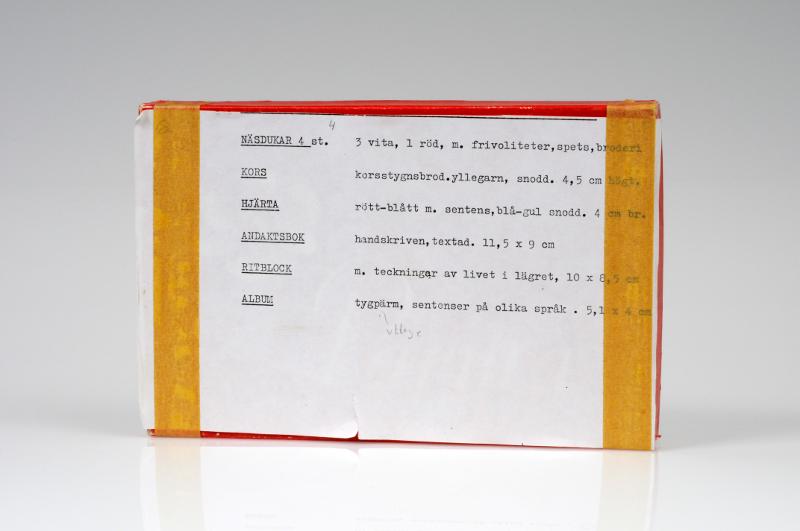 4
NÄSDUKAR 4 st. 3 vita, 1 röd, m. frivoliteter,spets,broderi
KORS korsstygnsbrod.yllegarn, snodd. 4,5 cm högt.
HJÄRTA rött-blått m. sentens,blå-gul snodd. 4 cm br.
ANDAKTSBOK handskriven,textad. 11,5 x 9 cm
RITBLOCK m. teckningar av livet i lägret, 10 x 8,5 cm
ALBUM tygpärm, sentenser på olika språk . 5,1 x 4 cm